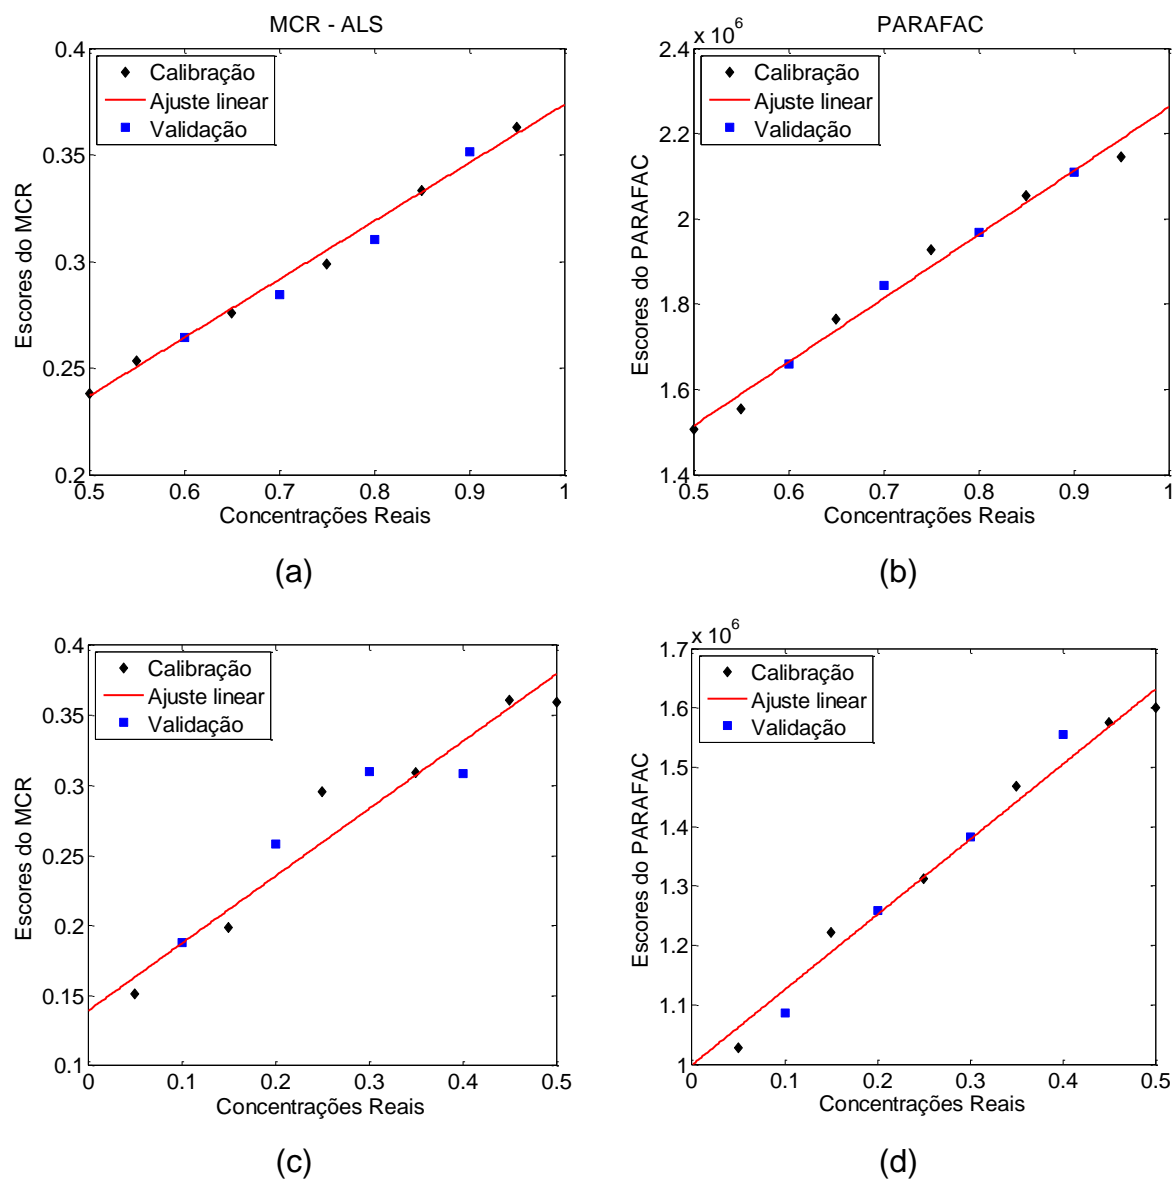 MCR - ALS
0.4
0.35
0.3
0.25
0.2
Escores do MCR
Calibração
Ajuste linear
Validação
0.5 0.6 0.7 0.8 0.9 1
Concentrações Reais
(a)
PARAFAC
x 10^6
2.4
2.2
2
1.8
1.6
1.4
Escores do PARAFAC
Calibração
Ajuste linear
Validação
0.5 0.6 0.7 0.8 0.9 1
Concentrações Reais
(b)
0.4
0.35
0.3
0.25
0.2
0.15
0.1
Escores do MCR
Calibração
Ajuste linear
Validação
0 0.1 0.2 0.3 0.4 0.5
Concentrações Reais
(c)
x 10^6
1.7
1.6
1.5
1.4
1.3
1.2
1.1
1
Escores do PARAFAC
Calibração
Ajuste linear
Validação
0 0.1 0.2 0.3 0.4 0.5
Concentrações Reais
(d)